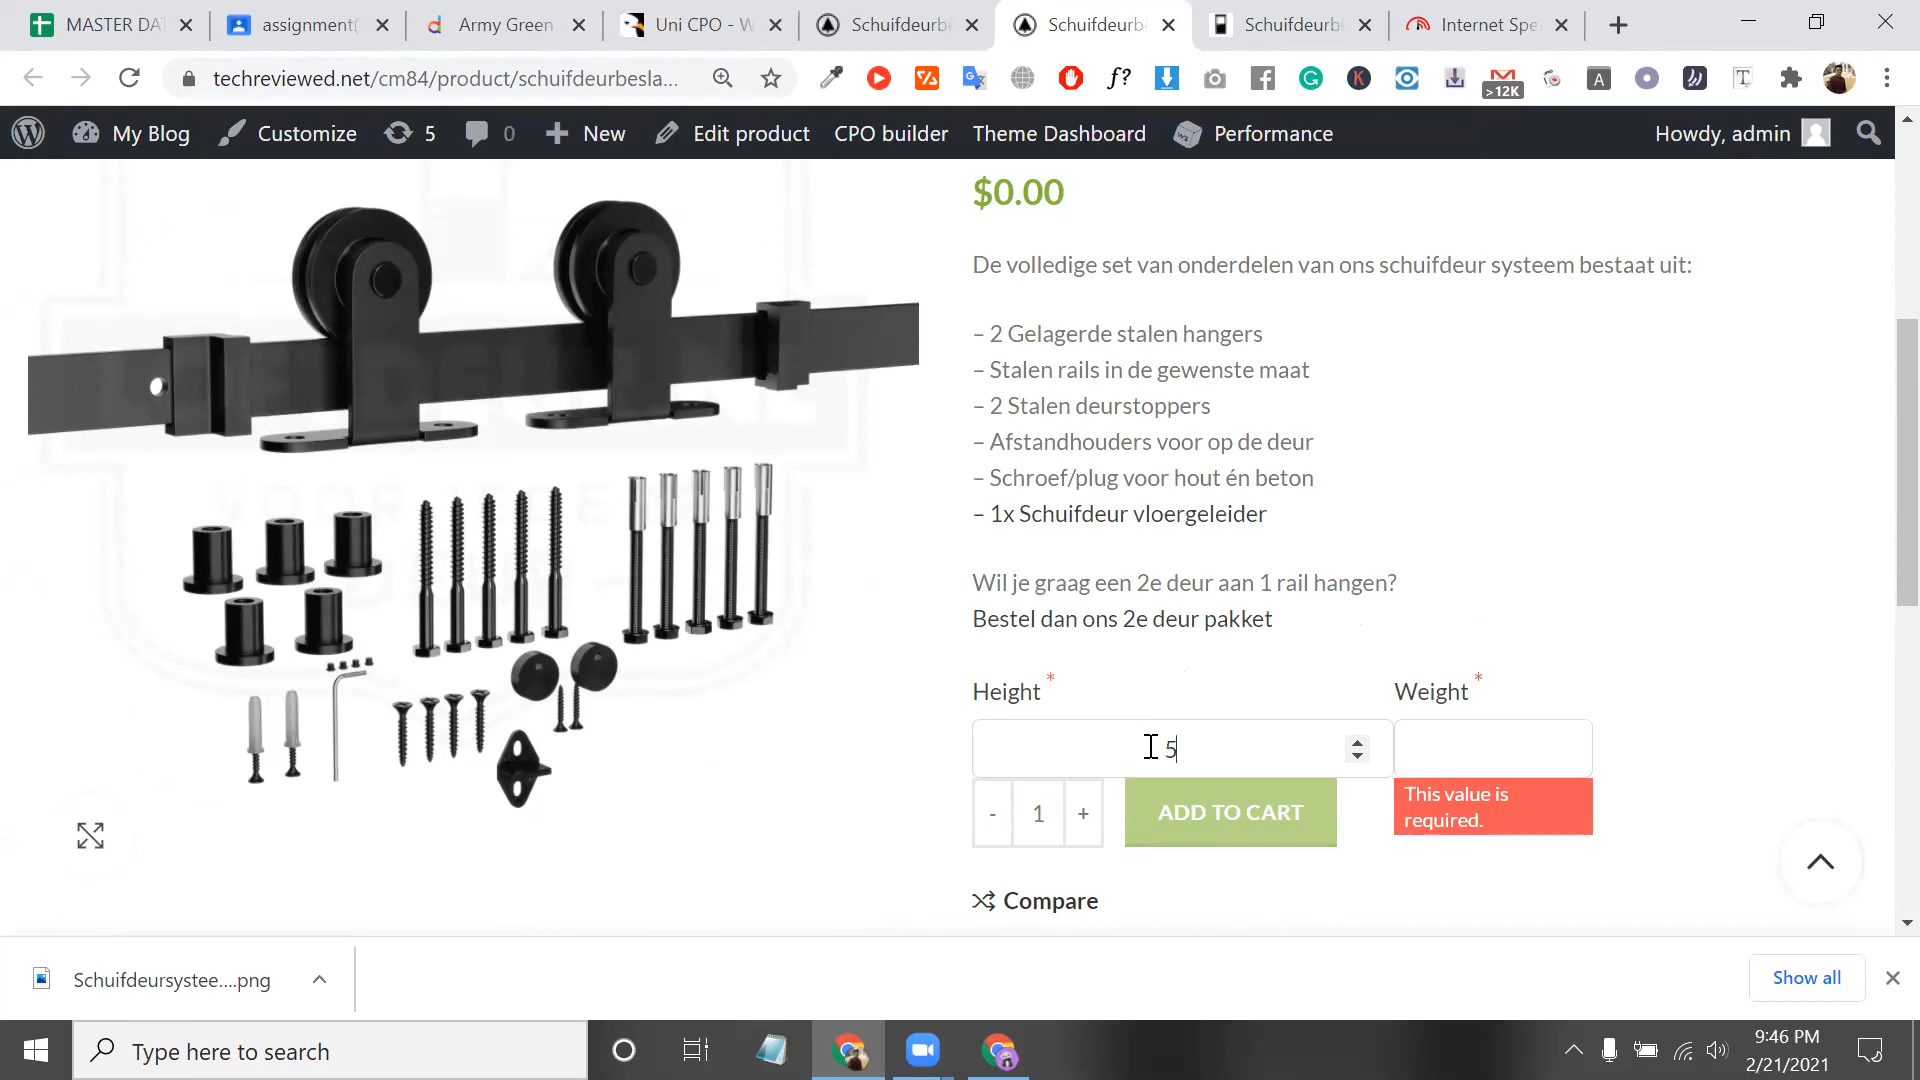 MASTER DA
assignment(
Army Green
Uni CPO - W
Schuifdeurb
Schuifdeurb
Schuifdeurb
Internet Spe
techreviewed.net/cm84/product/schuifdeurbesla...
>12K
My Blog
Customize
5
0
New
Edit product
CPO builder
Theme Dashboard
Performance
Howdy, admin
$0.00
De volledige set van onderdelen van ons schuifdeur systeem bestaat uit:
– 2 Gelagerde stalen hangers
– Stalen rails in de gewenste maat
– 2 Stalen deurstoppers
– Afstandhouders voor op de deur
– Schroef/plug voor hout én beton
– 1x Schuifdeur vloergeleider
Wil je graag een 2e deur aan 1 rail hangen?
Bestel dan ons 2e deur pakket
Height *
Weight *
5
- 1 +
ADD TO CART
This value is
required.
Compare
Schuifdeursystee....png
Show all
Type here to search
9:46 PM
2/21/2021